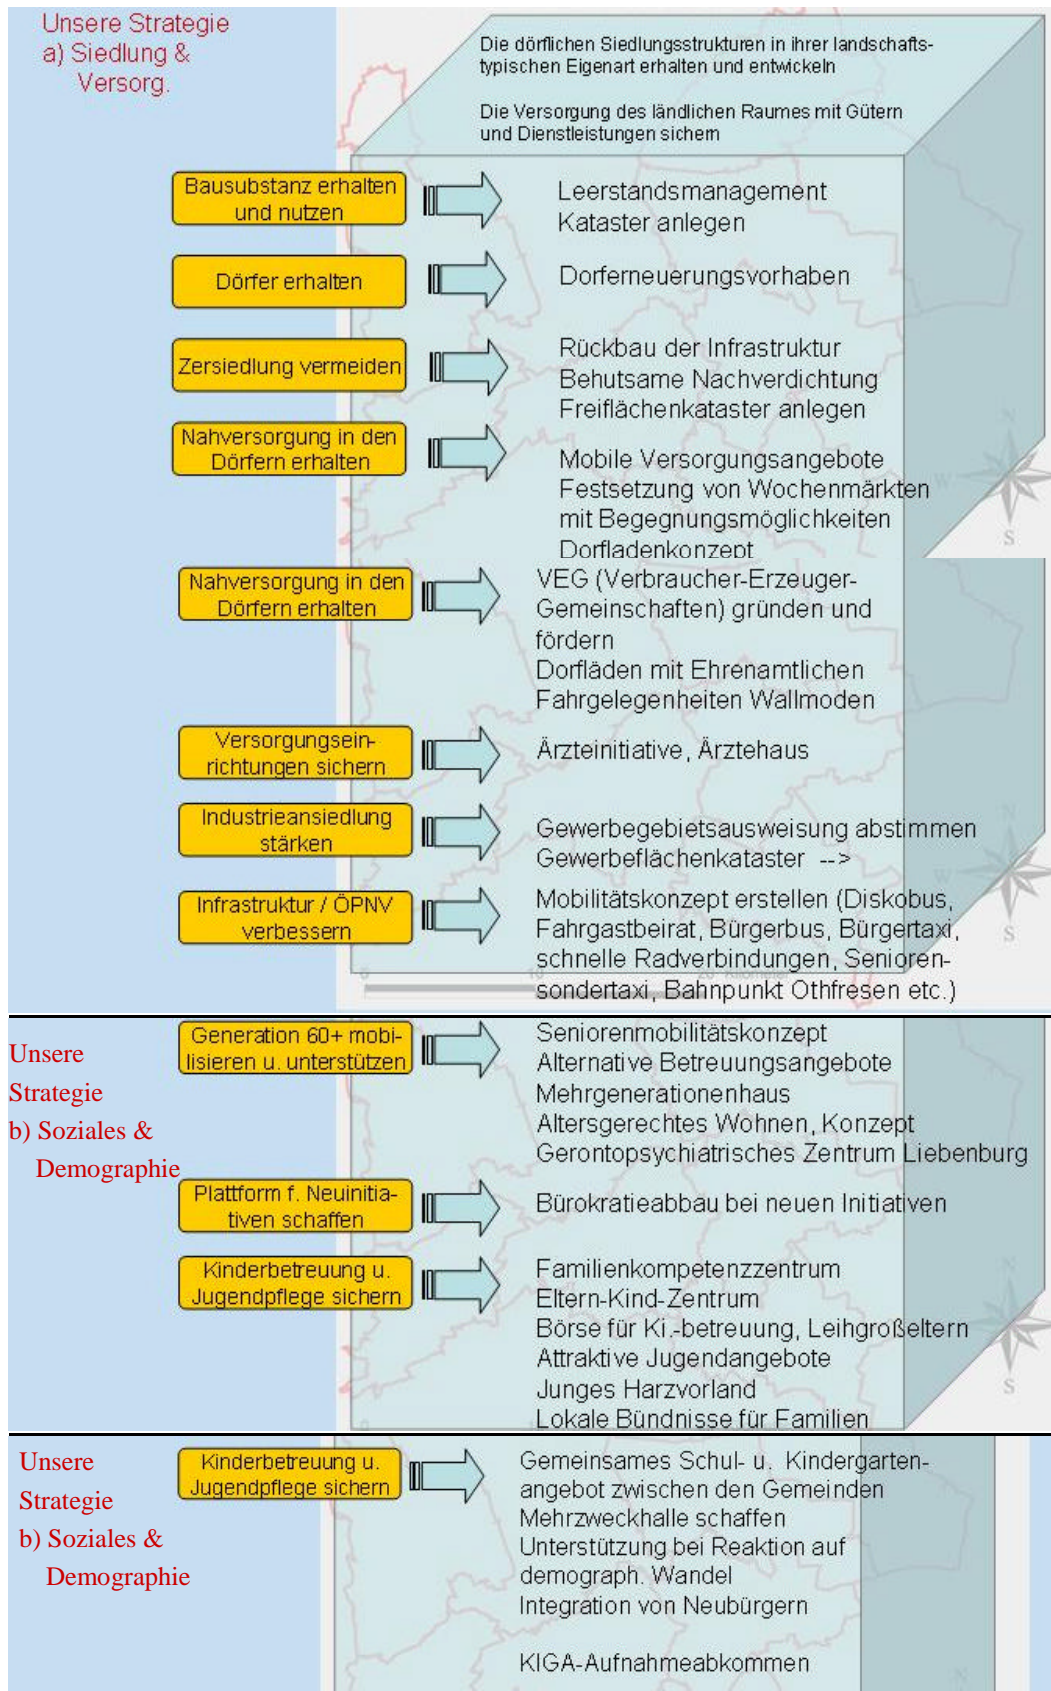 Unsere Strategie
a) Siedlung &
Versorg.
Die dörflichen Siedlungsstrukturen in ihrer landschafts-
typischen Eigenart erhalten und entwickeln
Die Versorgung des ländlichen Raumes mit Gütern
und Dienstleistungen sichern
Bausubstanz erhalten
und nutzen
Leerstandsmanagement
Kataster anlegen
Dörfer erhalten
Dorferneuerungsvorhaben
Zersiedlung vermeiden
Rückbau der Infrastruktur
Behutsame Nachverdichtung
Freiflächenkataster anlegen
Nahversorgung in den
Dörfern erhalten
Mobile Versorgungsangebote
Festsetzung von Wochenmärkten
mit Begegnungsmöglichkeiten
Dorfladenkonzept
N
W
S
Nahversorgung in den
Dörfern erhalten
VEG (Verbraucher-Erzeuger-
Gemeinschaften) gründen und
fördern
Dorfläden mit Ehrenamtlichen
Fahrgelegenheiten Wallmoden
Versorgungsein-
richtungen sichern
Ärzteinitiative, Ärztehaus
Industrieansiedlung
stärken
Gewerbegebietsausweisung abstimmen
Gewerbeflächenkataster -->
Infrastruktur / ÖPNV
verbessern
Mobilitätskonzept erstellen (Diskobus,
Fahrgastbeirat, Bürgerbus, Bürgertaxi,
schnelle Radverbindungen, Senioren-
sondertaxi, Bahnpunkt Othfresen etc.)
N
S
0 10 20 Kilometer
Unsere
Strategie
b) Soziales &
Demographie
Generation 60+ mobi-
lisieren u. unterstützen
Seniorenmobilitätskonzept
Alternative Betreuungsangebote
Mehrgenerationenhaus
Altersgerechtes Wohnen, Konzept
Gerontopsychiatrisches Zentrum Liebenburg
Plattform f. Neuinitia-
tiven schaffen
Bürokratieabbau bei neuen Initiativen
Kinderbetreuung u.
Jugendpflege sichern
Familienkompetenzzentrum
Eltern-Kind-Zentrum
Börse für Ki.-betreuung, Leihgroßeltern
Attraktive Jugendangebote
Junges Harzvorland
Lokale Bündnisse für Familien
N
S
0
Unsere
Strategie
b) Soziales &
Demographie
Kinderbetreuung u.
Jugendpflege sichern
Gemeinsames Schul- u. Kindergarten-
angebot zwischen den Gemeinden
Mehrzweckhalle schaffen
Unterstützung bei Reaktion auf
demograph. Wandel
Integration von Neubürgern
KIGA-Aufnahmeabkommen
N